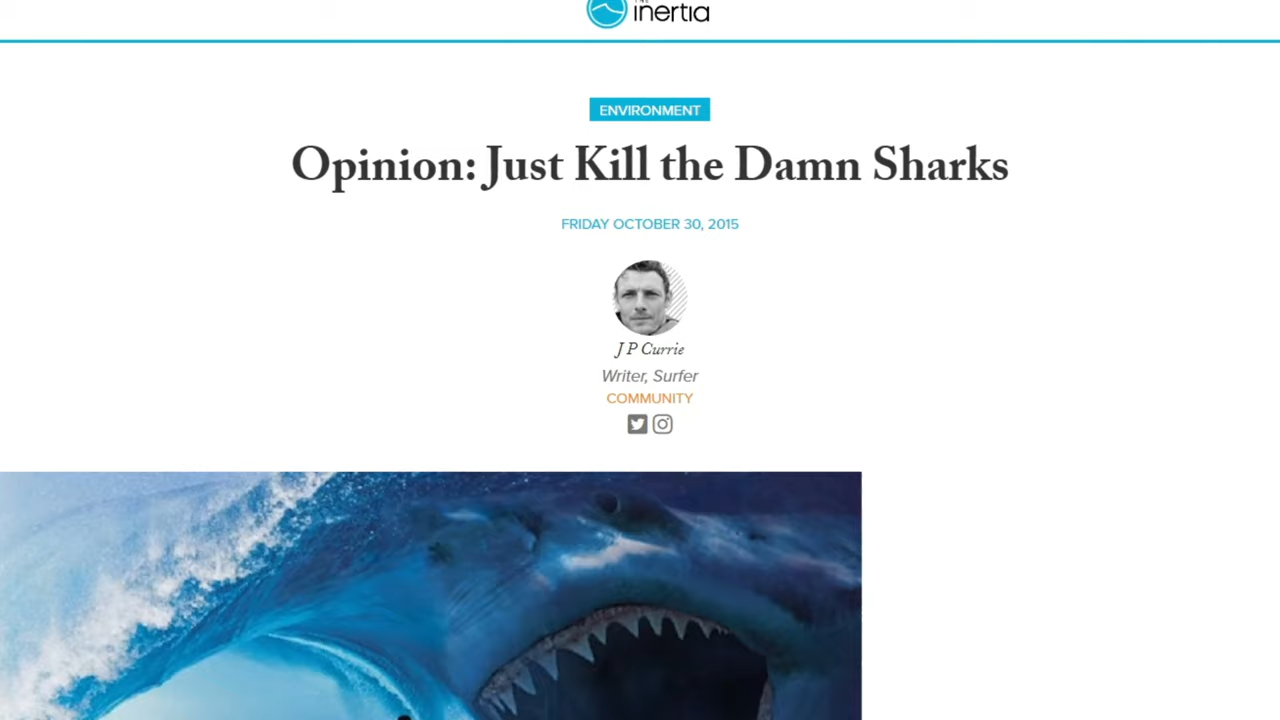 inertia
ENVIRONMENT
Opinion: Just Kill the Damn Sharks
FRIDAY OCTOBER 30, 2015
J P Currie
Writer, Surfer
COMMUNITY